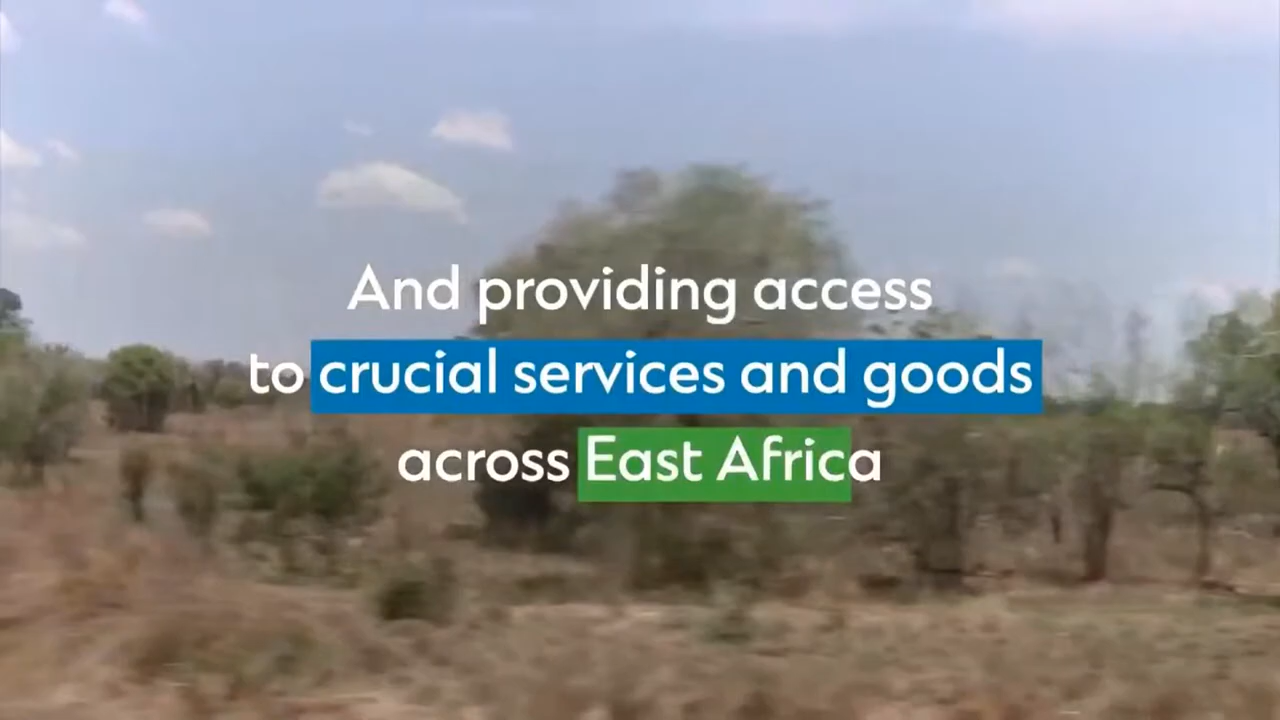 And providing access
to crucial services and goods
across East Africa